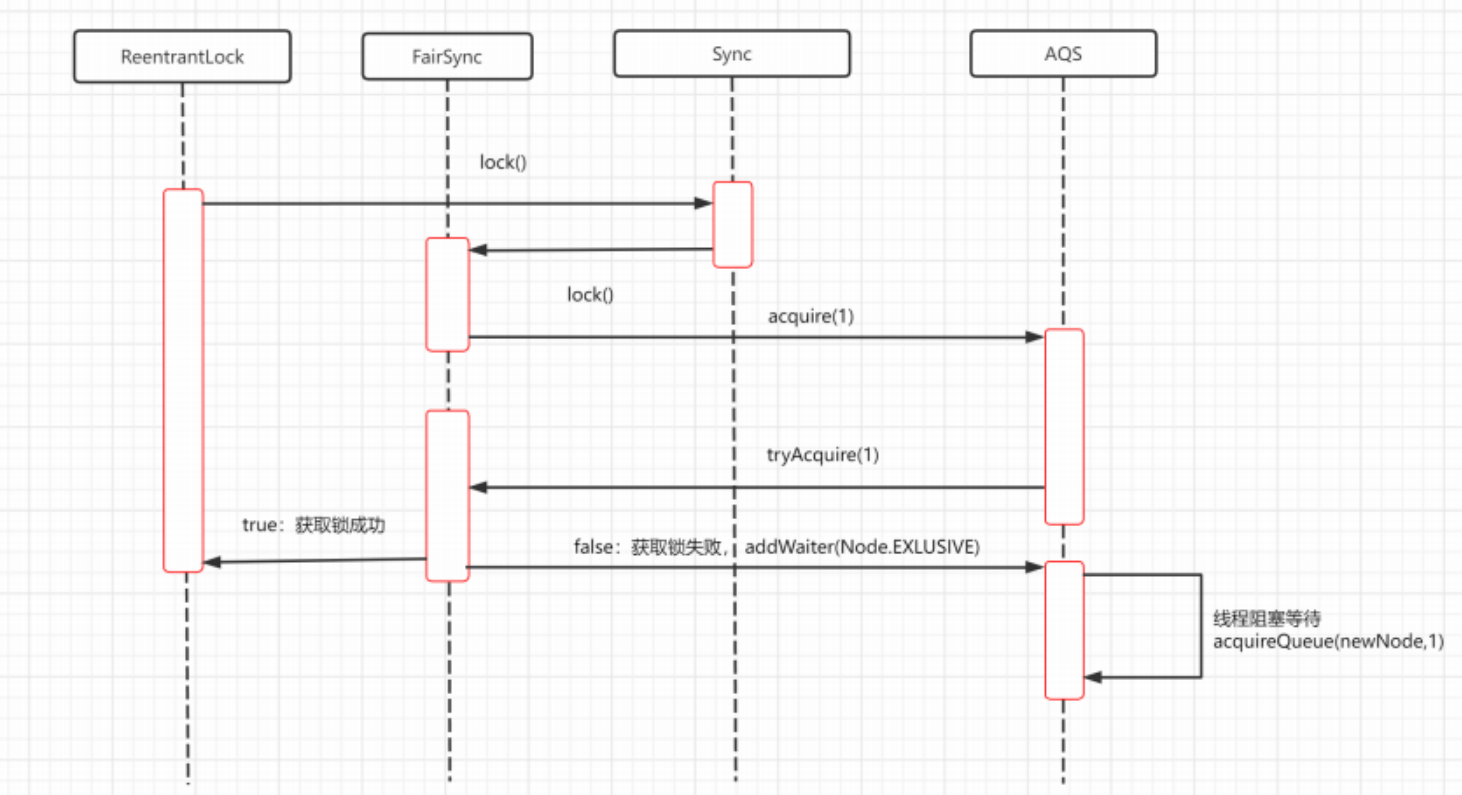 ReentrantLock
FairSync
Sync
AQS
lock()
lock()
acquire(1)
tryAcquire(1)
true：获取锁成功
false：获取锁失败， addWaiter(Node.EXLUSIVE)
线程阻塞等待
acquireQueue(newNode,1)